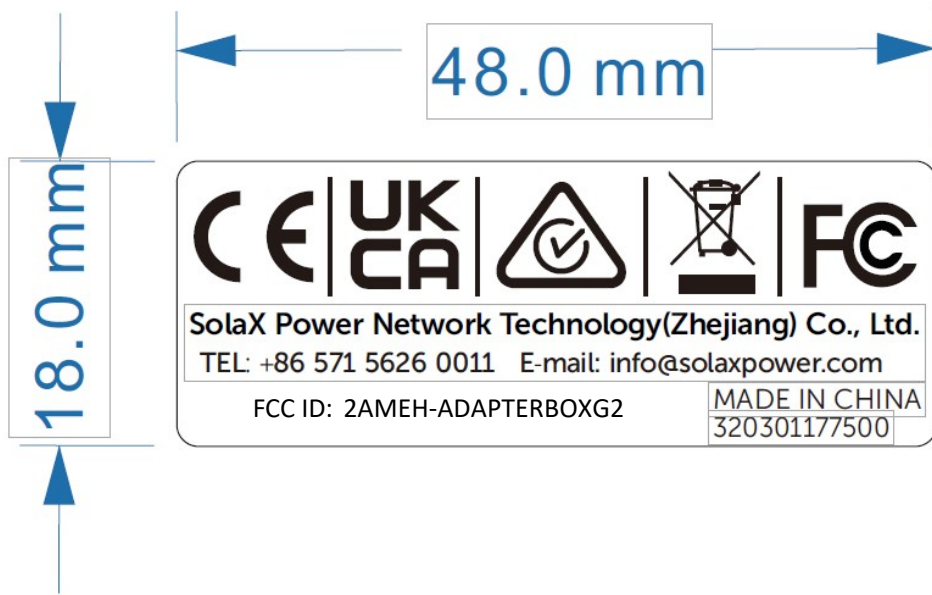 48.0 mm
18.0 mm
CE
UK
CA
FC
SolaX Power Network Technology(Zhejiang) Co., Ltd.
TEL: +86 571 5626 0011 E-mail: info@solaxpower.com
FCC ID: 2AMEH-ADAPTERBOXG2
MADE IN CHINA
320301177500